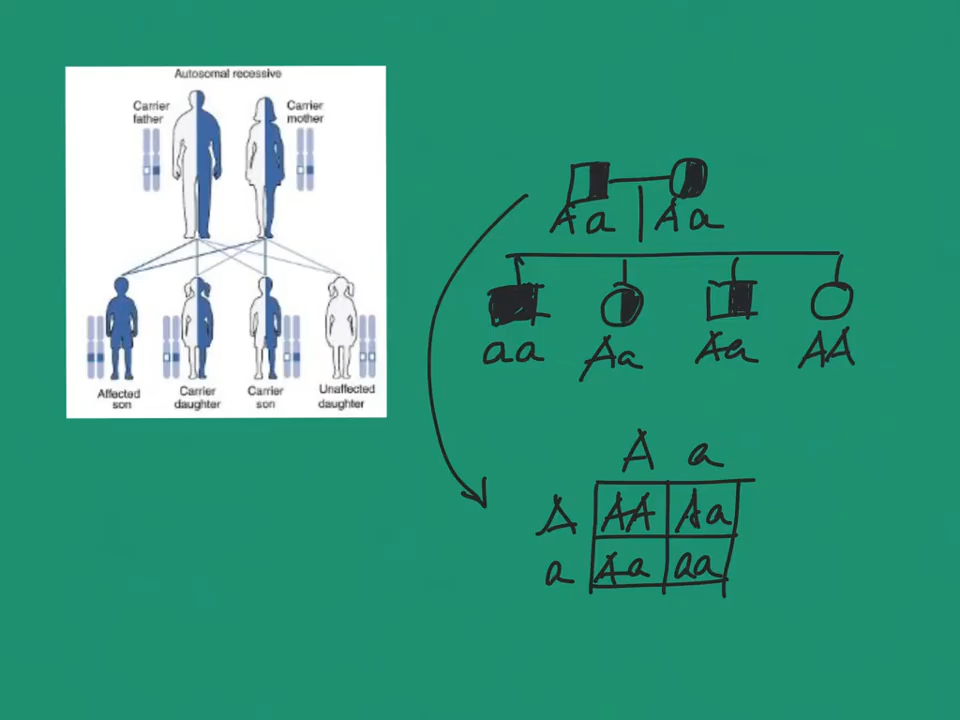 Autosomal recessive
Carrier father
Carrier mother
Affected son
Carrier daughter
Carrier son
Unaffected daughter
Aa Aa
aa Aa Aa AA
A a
A AA Aa
a Aa aa